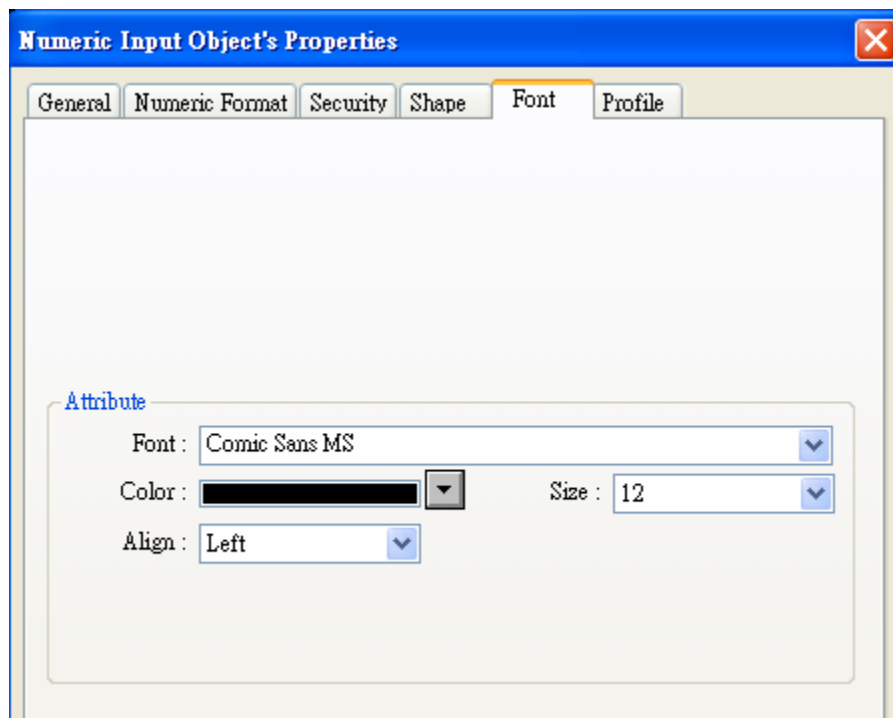 Numeric Input Object's Properties
General Numeric Format Security Shape Font Profile
Attribute
Font : Comic Sans MS
Color : Size : 12
Align : Left